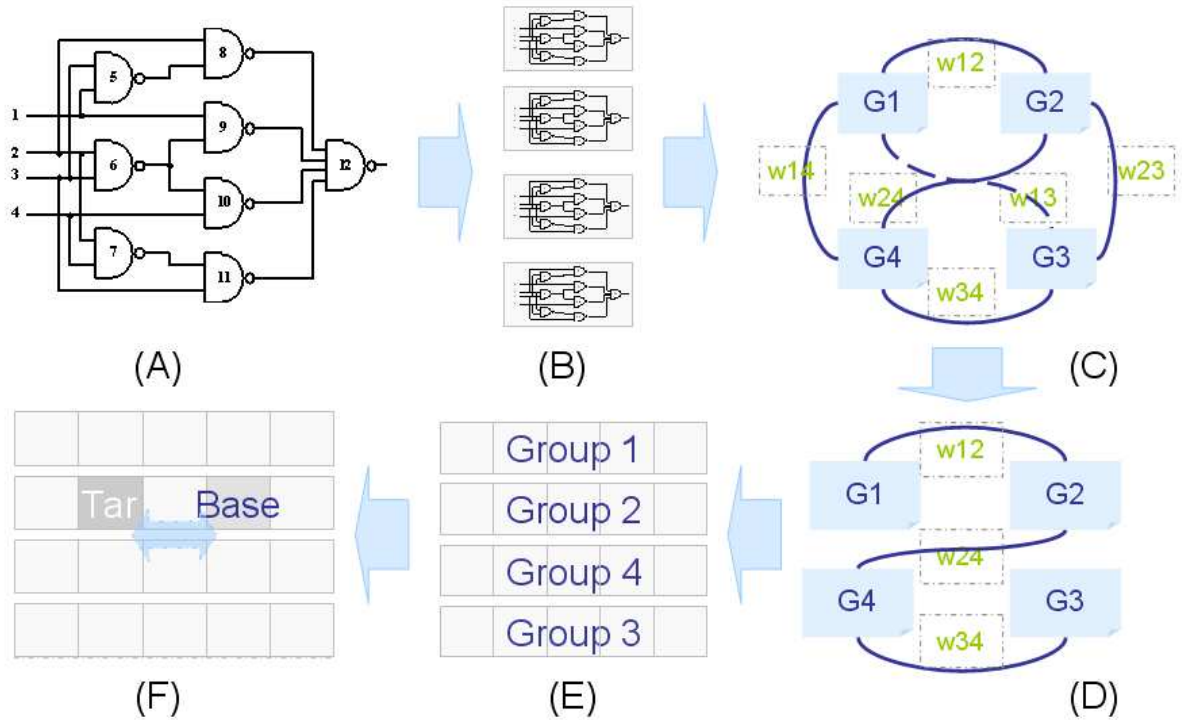 8
5
1
9
2
6
12
3
10
4
7
11
(A)
(B)
w12
G1
G2
w14
w23
w24
w13
G4
G3
w34
(C)
Tar
Base
(F)
Group 1
Group 2
Group 4
Group 3
(E)
w12
G1
G2
w24
G4
G3
w34
(D)